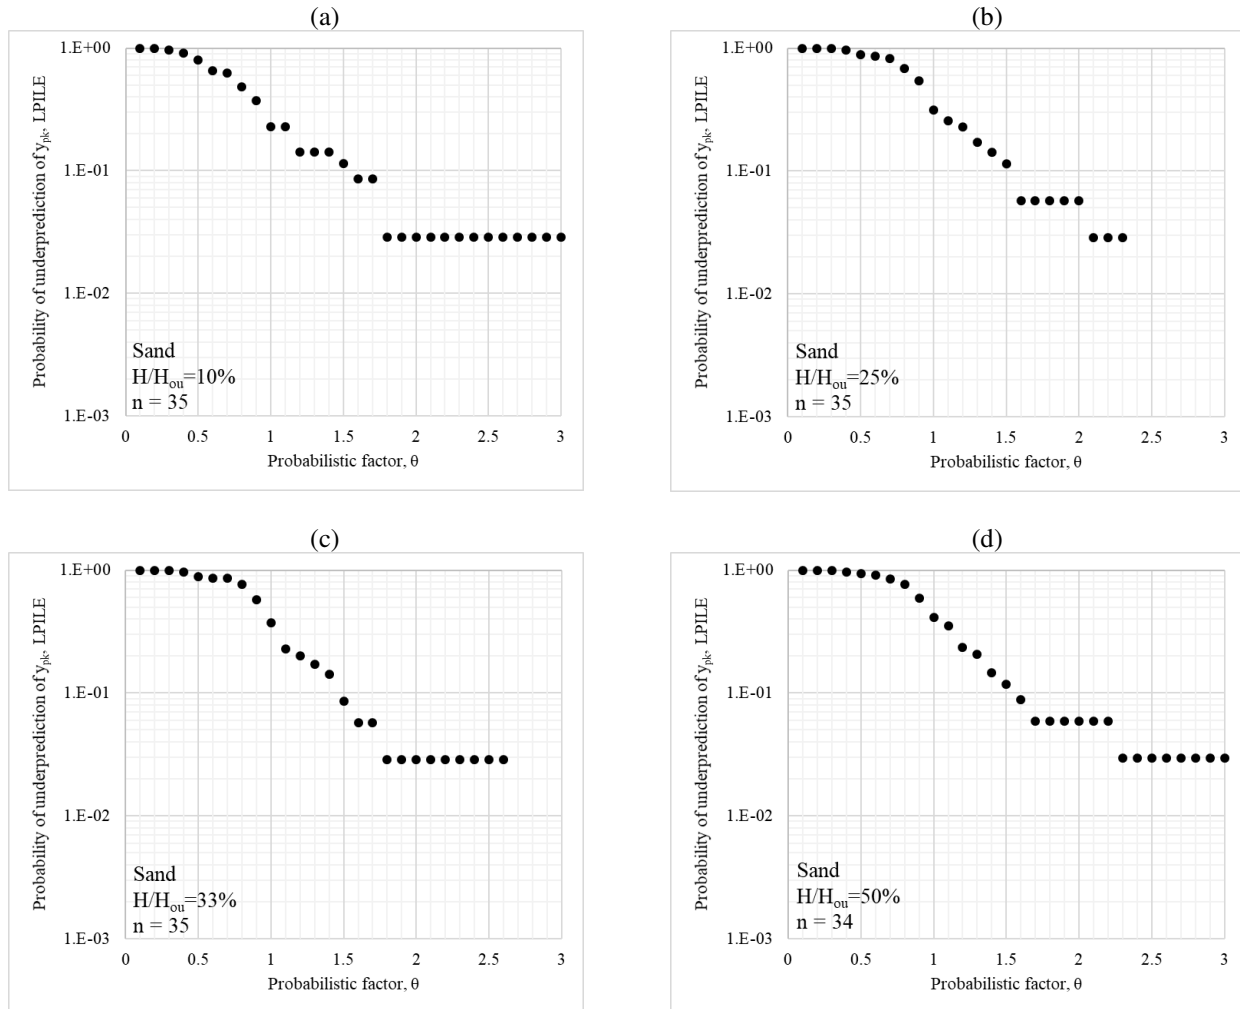 (a)
Probability of underprediction of ypk, LPILE
1.E+00
1.E-01
1.E-02
1.E-03
Sand
H/Hou=10%
n = 35
0 0.5 1 1.5 2 2.5 3
Probabilistic factor, θ
(b)
Probability of underprediction of ypk, LPILE
1.E+00
1.E-01
1.E-02
1.E-03
Sand
H/Hou=25%
n = 35
0 0.5 1 1.5 2 2.5 3
Probabilistic factor, θ
(c)
Probability of underprediction of ypk, LPILE
1.E+00
1.E-01
1.E-02
1.E-03
Sand
H/Hou=33%
n = 35
0 0.5 1 1.5 2 2.5 3
Probabilistic factor, θ
(d)
Probability of underprediction of ypk, LPILE
1.E+00
1.E-01
1.E-02
1.E-03
Sand
H/Hou=50%
n = 34
0 0.5 1 1.5 2 2.5 3
Probabilistic factor, θ